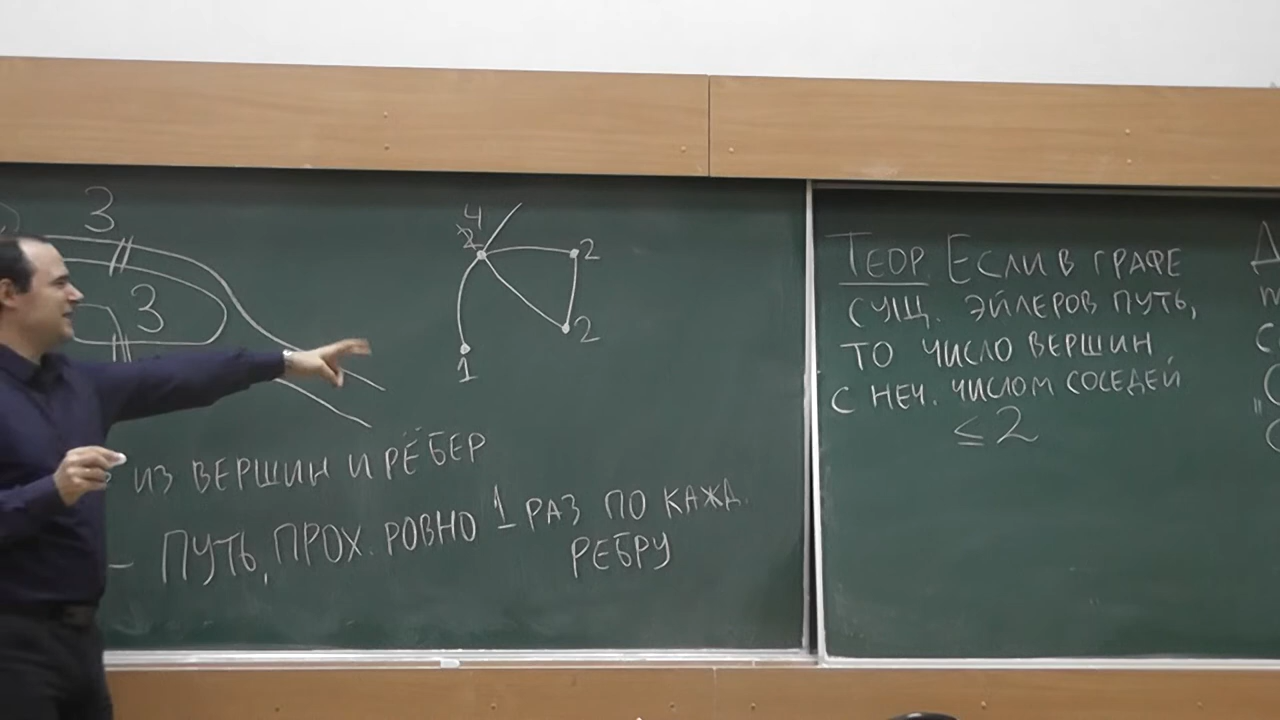 3
3
4
2
2
2
1
ИЗ ВЕРШИН И РЁБЕР
— ПУТЬ, ПРОХ. РОВНО 1 РАЗ ПО КАЖД.
РЕБРУ
ТЕОР ЕСЛИ В ГРАФЕ
СУЩ. ЭЙЛЕРОВ ПУТЬ,
ТО ЧИСЛО ВЕРШИН
С НЕЧ. ЧИСЛОМ СОСЕДЕЙ
≤2